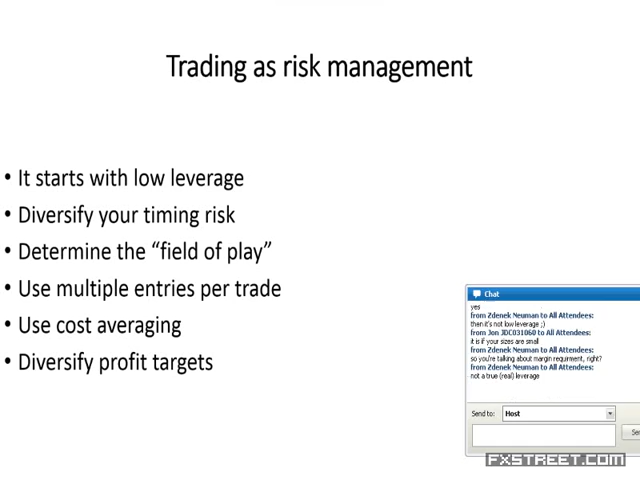 Trading as risk management
• It starts with low leverage
• Diversify your timing risk
• Determine the “field of play”
• Use multiple entries per trade
• Use cost averaging
• Diversify profit targets
Chat
yes
from Zdenek Neuman to All Attendees:
then it's not low leverage ;)
from Jon JDC031060 to All Attendees:
it is if your sizes are small
from Zdenek Neuman to All Attendees:
so you're talking about margin requirment, right?
from Zdenek Neuman to All Attendees:
not a true (real) leverage
Send to: Host
FXSTREET.COM